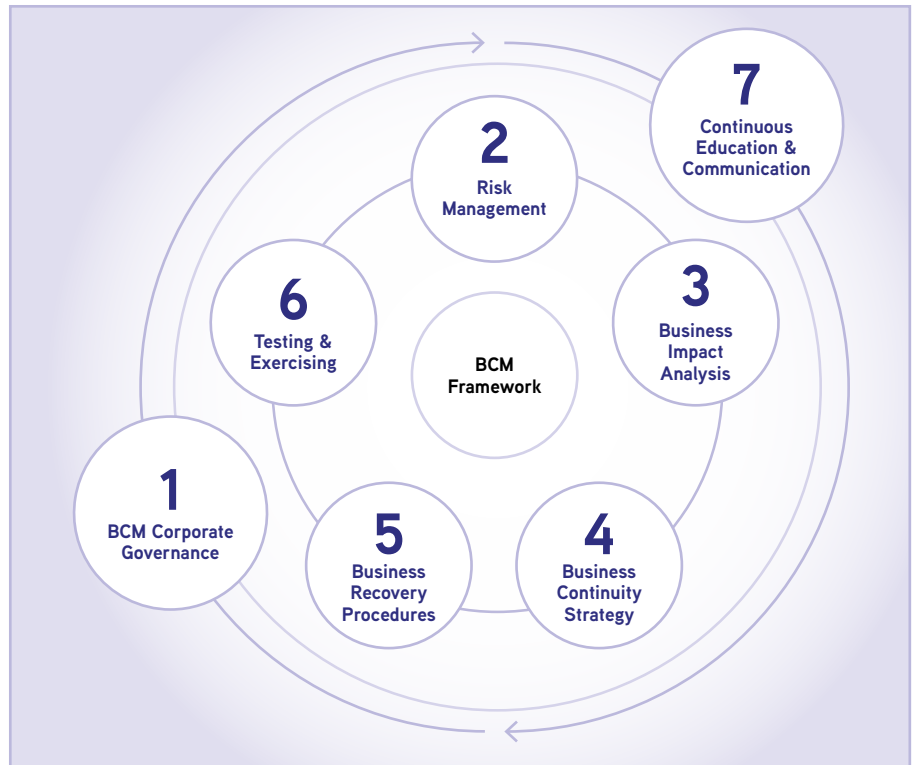 7
Continuous
Education &
Communication
2
Risk
Management
6
Testing &
Exercising
3
Business
Impact
Analysis
BCM
Framework
1
BCM Corporate
Governance
5
Business
Recovery
Procedures
4
Business
Continuity
Strategy